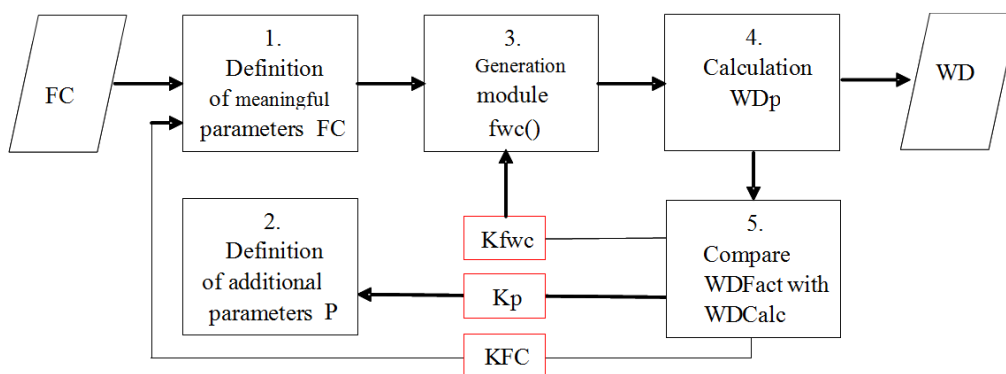 FC
1.
Definition
of meaningful
parameters FC
3.
Generation
module
fwc()
4.
Calculation
WDp
WD
2.
Definition
of additional
parameters P
Kfwc
Kp
KFC
5.
Compare
WDFact with
WDCalc